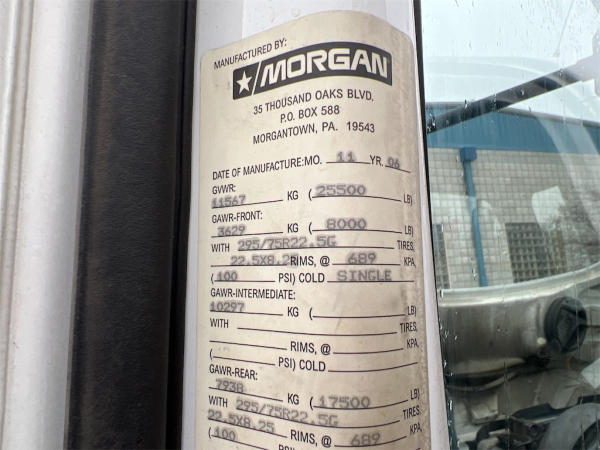 MANUFACTURED BY:
MORGAN
35 THOUSAND OAKS BLVD.
P.O. BOX 588
MORGANTOWN, PA. 19543
DATE OF MANUFACTURE: MO. 11 YR. 06
GVWR:
11567 KG (25500 LB)
GAWR-FRONT:
3629 KG (8000 LB)
WITH 295/75R22.5G TIRES,
22.5X8.25 RIMS, @ 689 KPA,
(100 PSI) COLD SINGLE
GAWR-INTERMEDIATE:
10297 KG ( LB)
WITH TIRES,
RIMS, @ KPA,
( PSI) COLD
GAWR-REAR:
7938 KG (17500 LB)
WITH 295/75R22.5G TIRES
22.5X8.25 RIMS, @ 689
(100